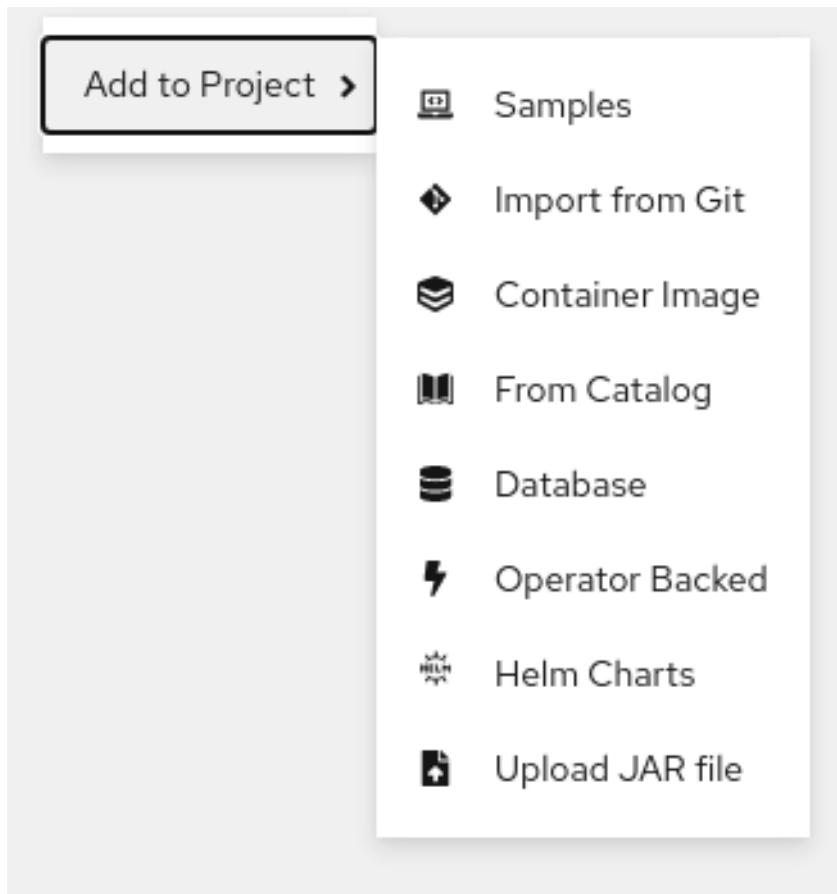 Add to Project
Samples
Import from Git
Container Image
From Catalog
Database
Operator Backed
HELM
Helm Charts
Upload JAR file